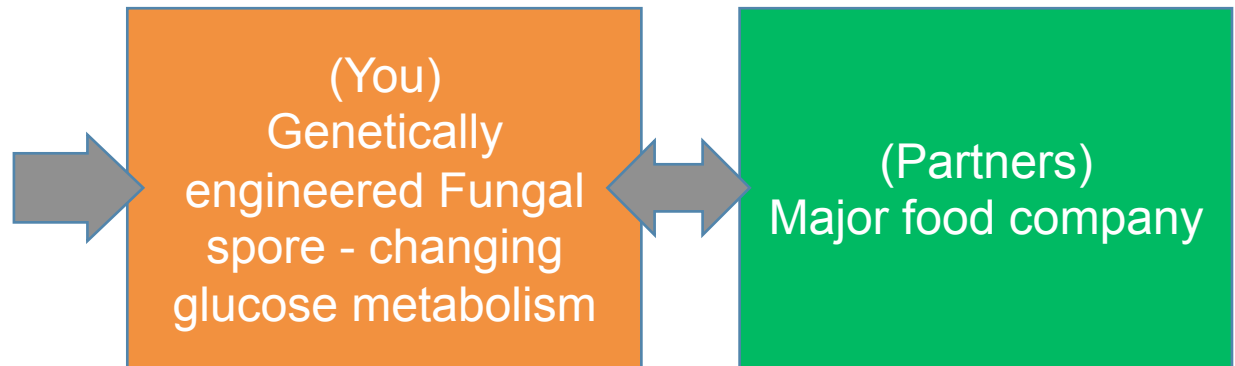 (You)
Genetically
engineered Fungal
spore - changing
glucose metabolism
(Partners)
Major food company